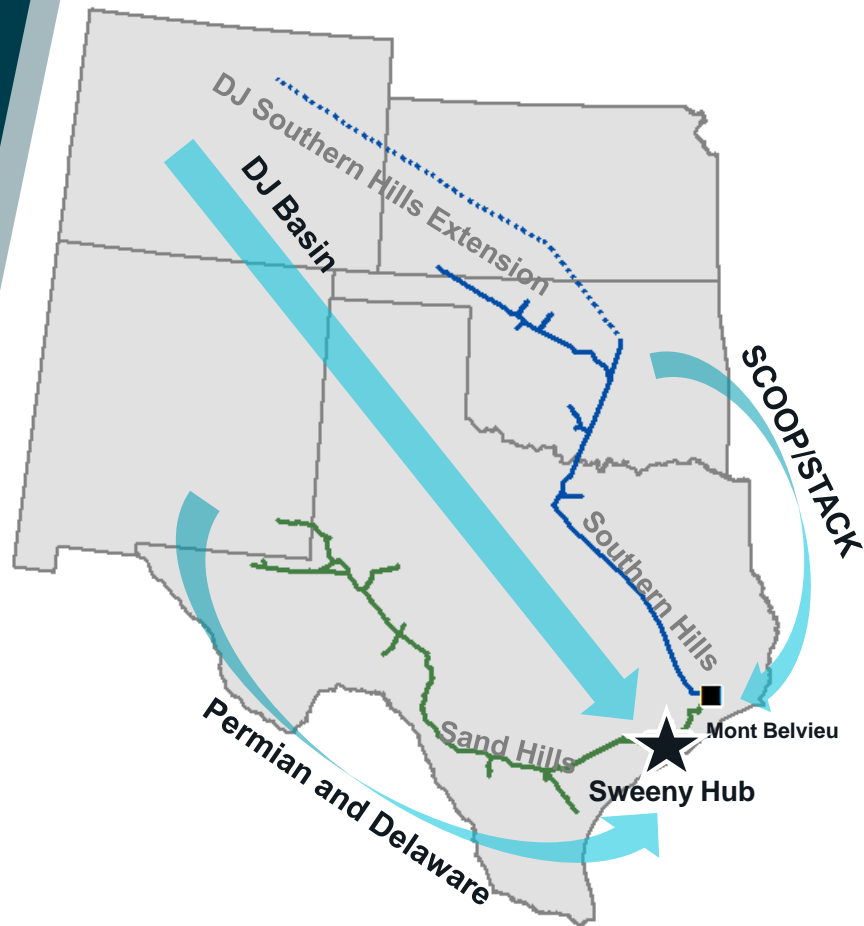 DJ Southern Hills Extension
DJ Basin
SCOOP/STACK
Southern Hills
Mont Belvieu
Sand Hills
Sweeny Hub
Permian and Delaware